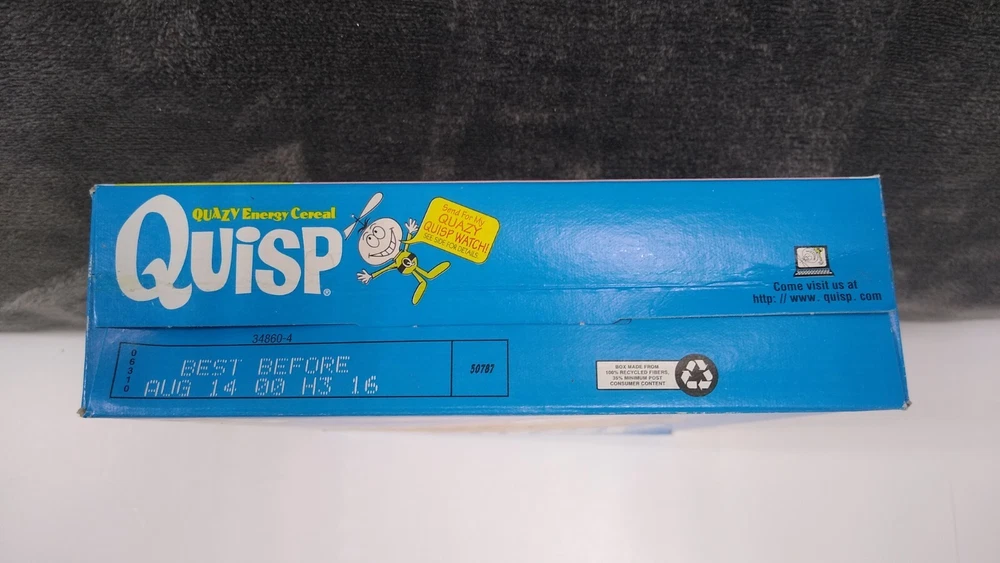 QUAZY Energy Cereal
QUiSP®
Send For My
QUAZY
QUISP WATCH!
SEE SIDE FOR DETAILS
Come visit us at
http: // www. quisp. com
34860-4
06310
BEST BEFORE
AUG 14 00 H3 16
50787
BOX MADE FROM
100% RECYCLED FIBERS,
35% MINIMUM POST
CONSUMER CONTENT